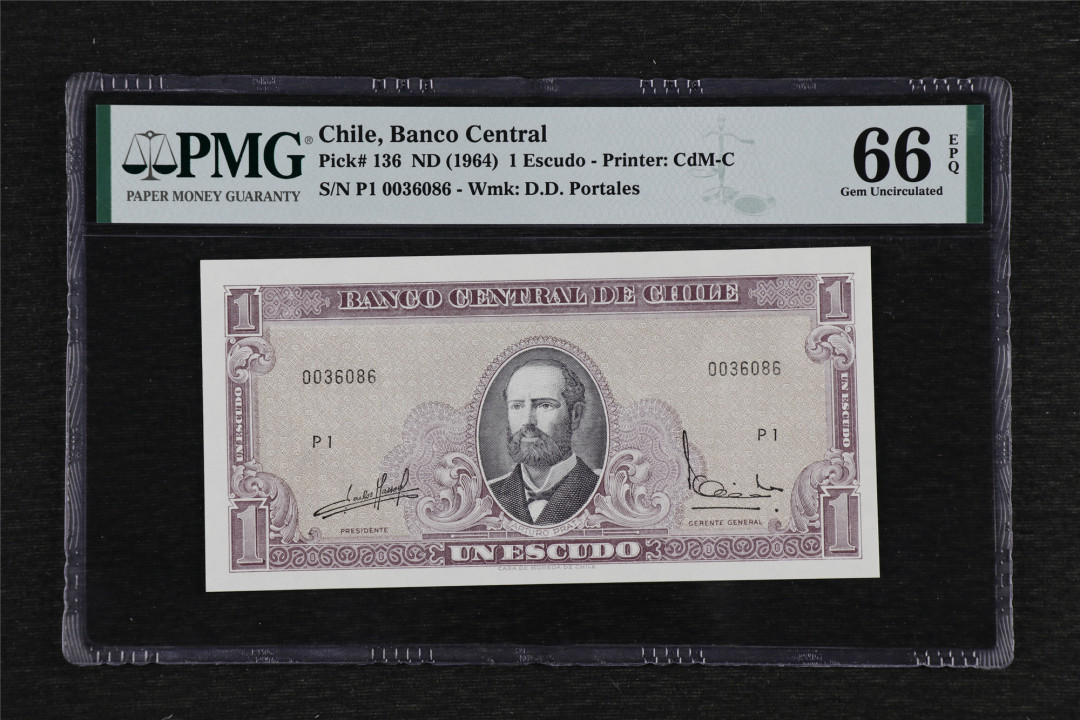 PMG®
PAPER MONEY GUARANTY
Chile, Banco Central
Pick# 136 ND (1964) 1 Escudo - Printer: CdM-C
S/N P1 0036086 - Wmk: D.D. Portales
66
EPQ
Gem Uncirculated
1
BANCO CENTRAL DE CHILE
1
0036086
0036086
UN ESCUDO
UN ESCUDO
P1
P1
PRESIDENTE
GERENTE GENERAL
ARTURO PRAT
1
UN ESCUDO
1
CASA DE MONEDA DE CHILE